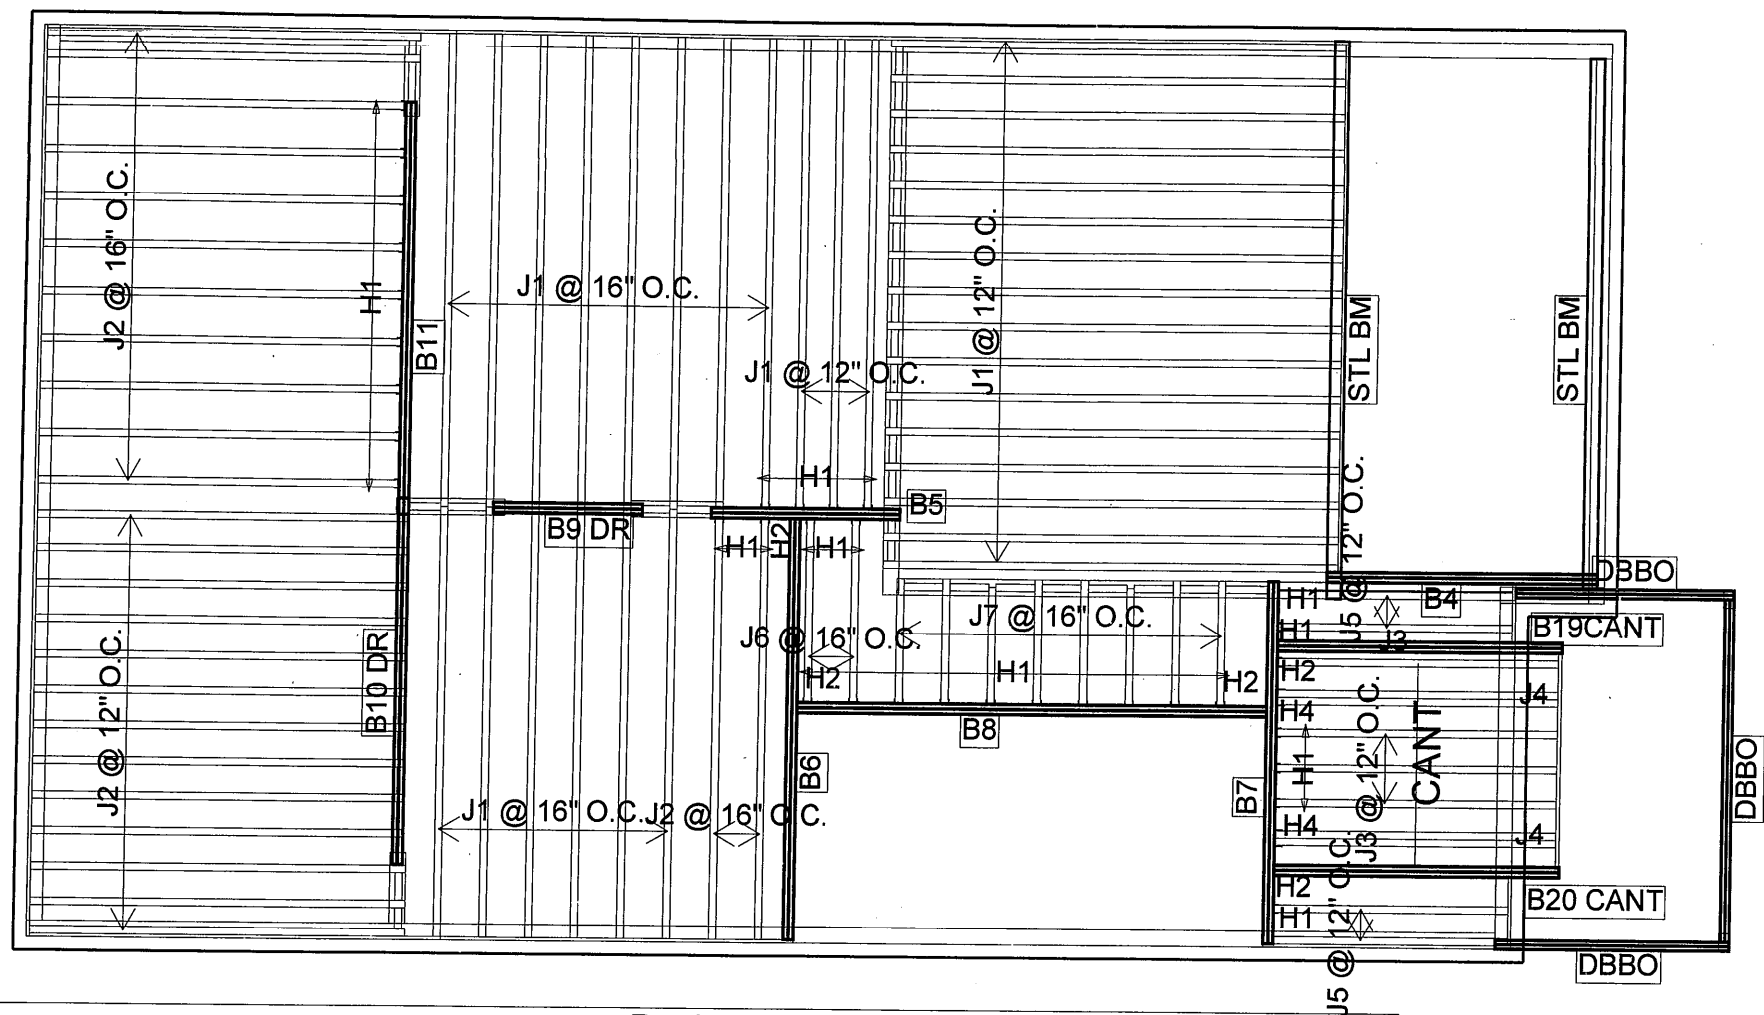 J2 @ 16" O.C.
H1
B11
J1 @ 16" O.C.
J1 @ 12" O.C.
H1
J1 @ 12" O.C.
STL BM
STL BM
B5
B9 DR
H1
H2
H1
J2 @ 12" O.C.
B10 DR
J6 @ 16" O.C.
J7 @ 16" O.C.
H2
H1
H2
B8
B6
B7
J1 @ 16" O.C.
J2 @ 16" O.C.
J5 @ 12" O.C.
H1
H1
B4
J3
DBBO
B19CANT
H2
H4
H1
H4
J3 @ 12" O.C.
CANT
J4
J4
DBBO
H2
H1
J5 @ 12" O.C.
B20 CANT
DBBO